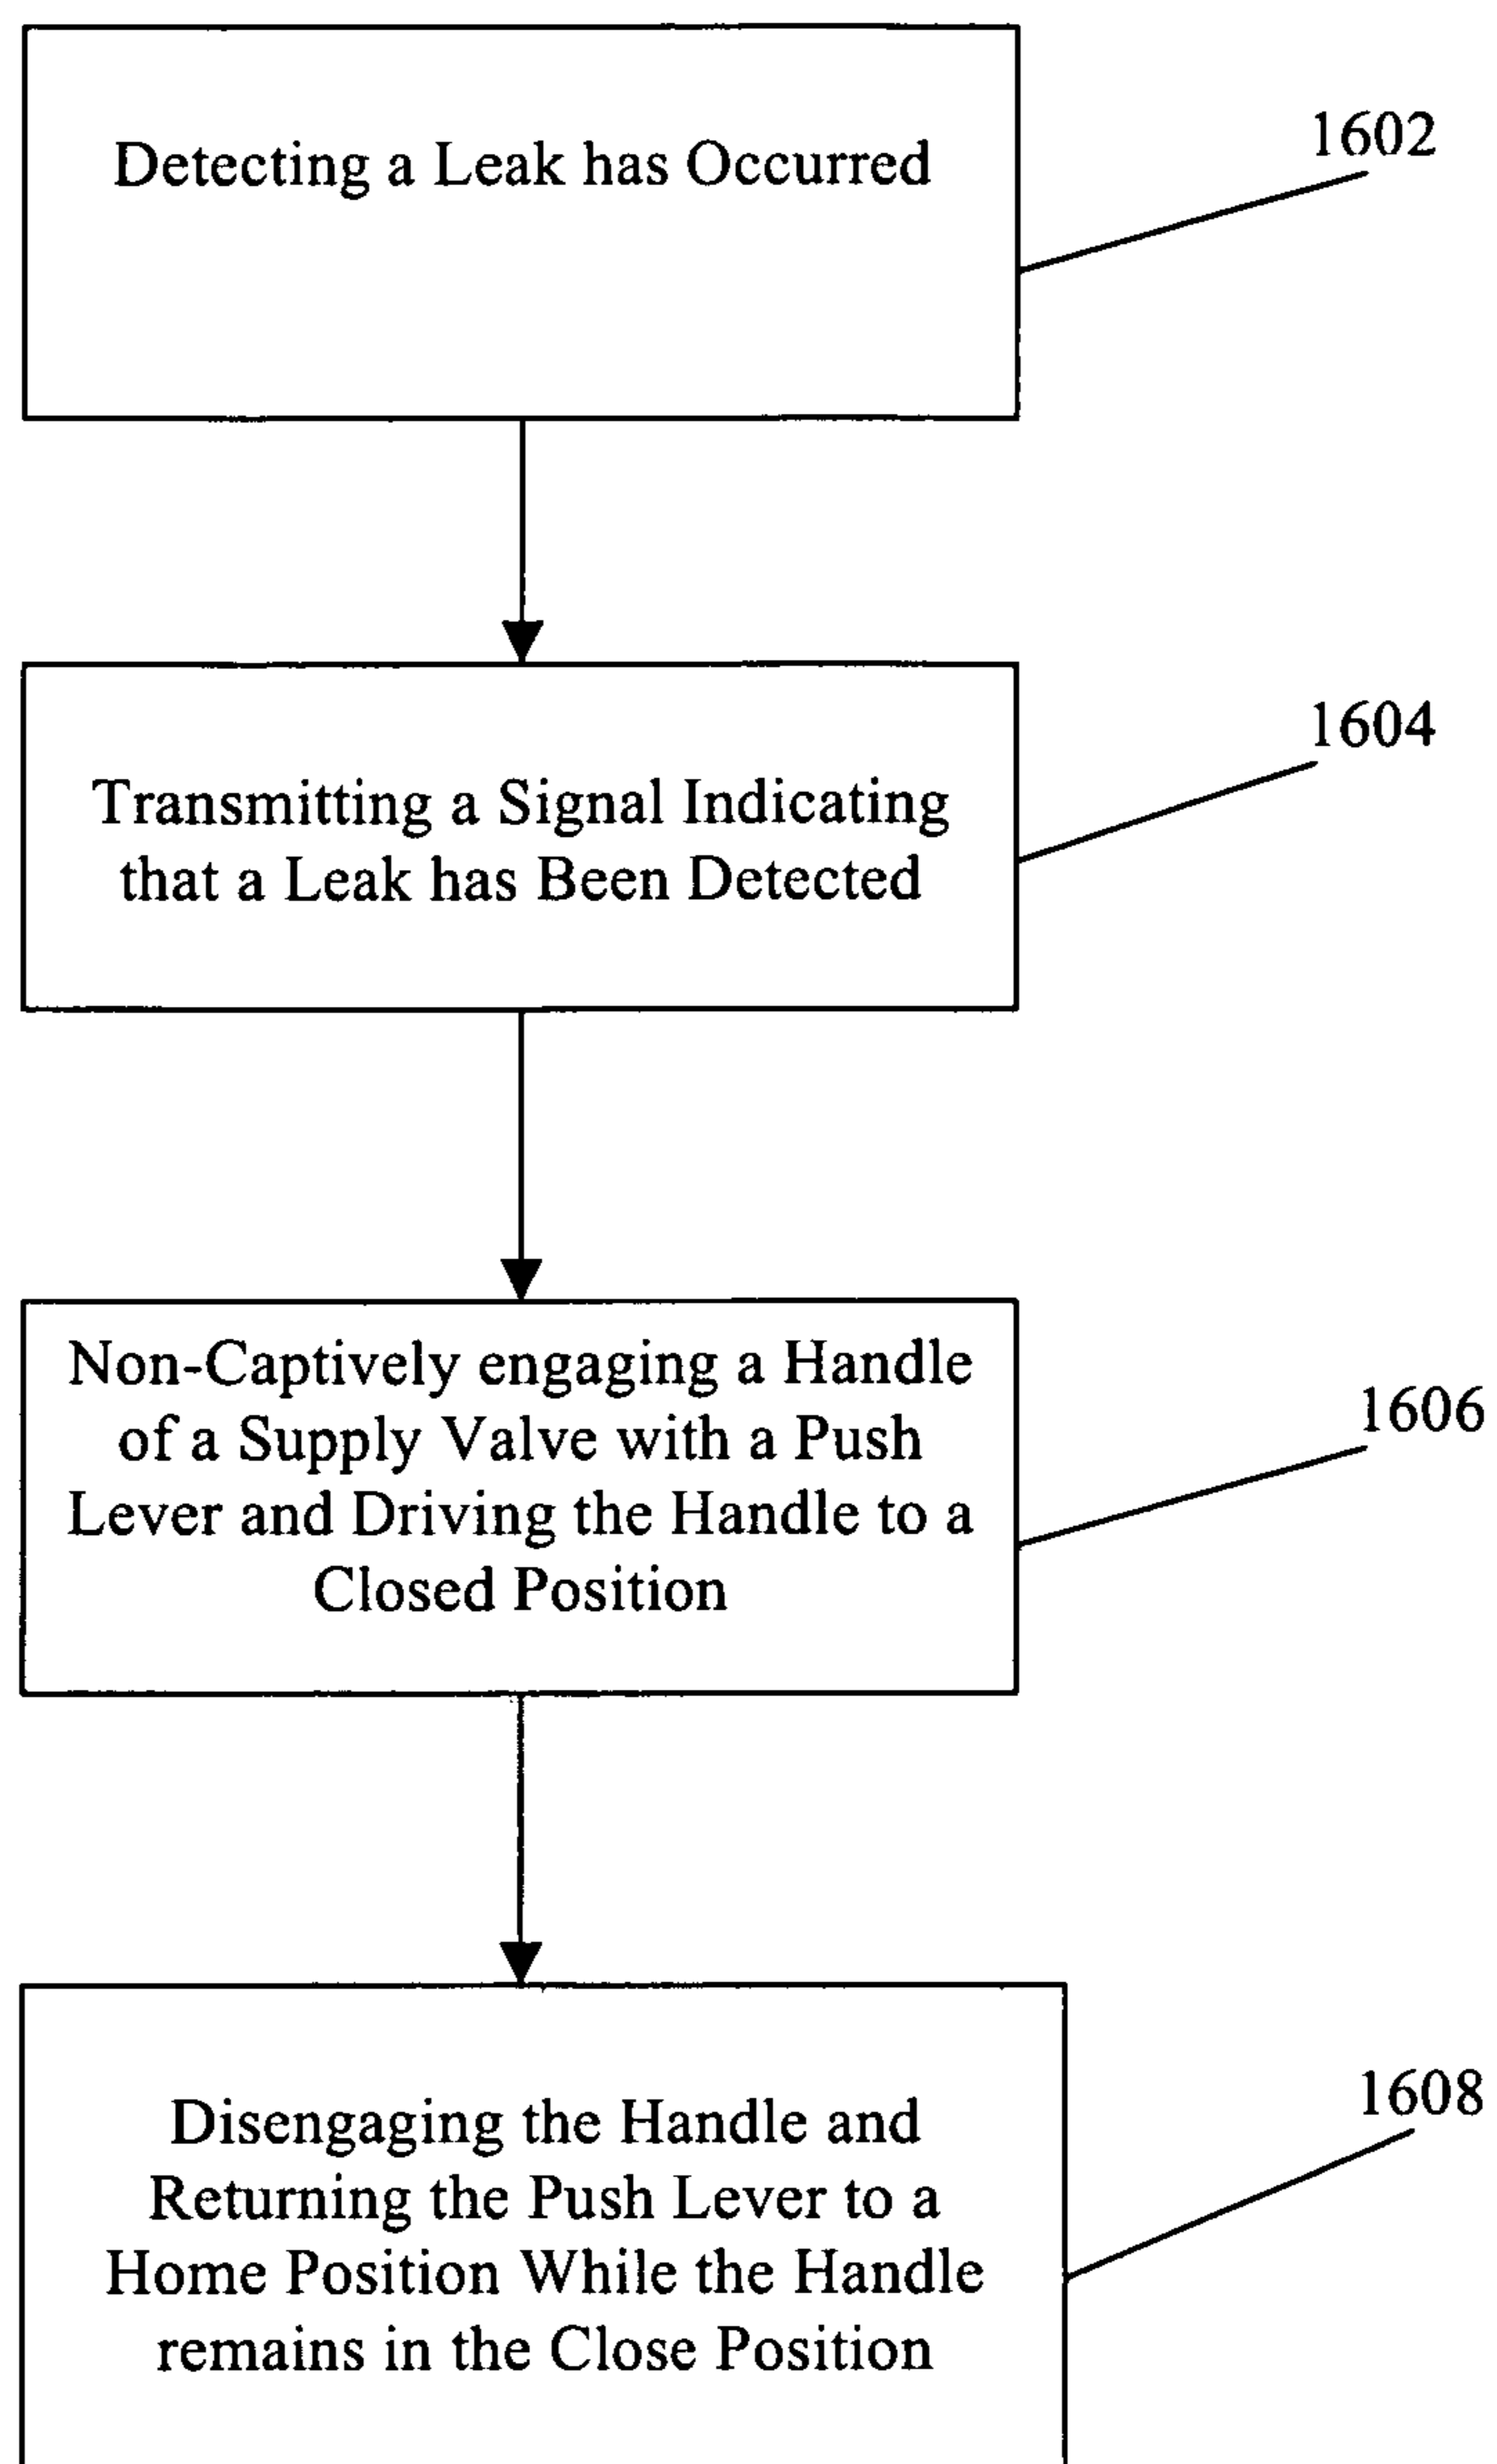 Detecting a Leak has Occurred
1602
Transmitting a Signal Indicating
that a Leak has Been Detected
1604
Non-Captively engaging a Handle
of a Supply Valve with a Push
Lever and Driving the Handle to a
Closed Position
1606
Disengaging the Handle and
Returning the Push Lever to a
Home Position While the Handle
remains in the Close Position
1608